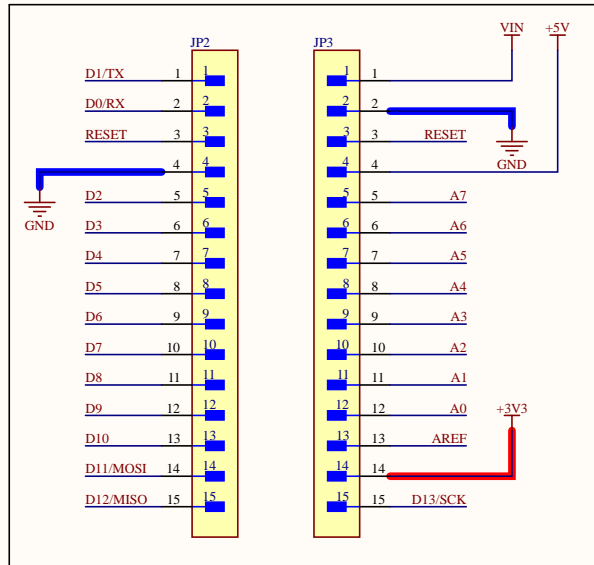 VIN +5V
JP2 JP3
D1/TX 1 1 1 1
D0/RX 2 2 2 2
RESET 3 3 3 3 RESET
4 4 4 4 GND
D2 5 5 5 5 A7
GND D3 6 6 6 6 A6
D4 7 7 7 7 A5
D5 8 8 8 8 A4
D6 9 9 9 9 A3
D7 10 10 10 10 A2
D8 11 11 11 11 A1
D9 12 12 12 12 A0 +3V3
D10 13 13 13 13 AREF
D11/MOSI 14 14 14 14
D12/MISO 15 15 15 15 D13/SCK